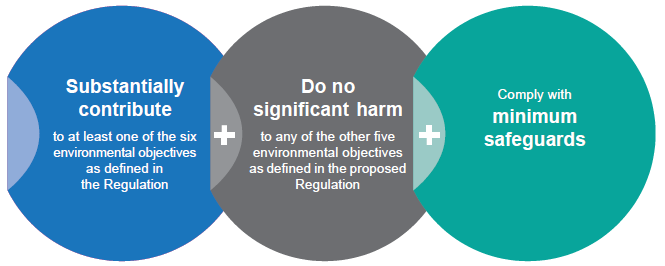 Substantially
contribute
to at least one of the six
environmental objectives
as defined in
the Regulation
+
Do no
significant harm
to any of the other five
environmental objectives
as defined in the proposed
Regulation
+
Comply with
minimum
safeguards